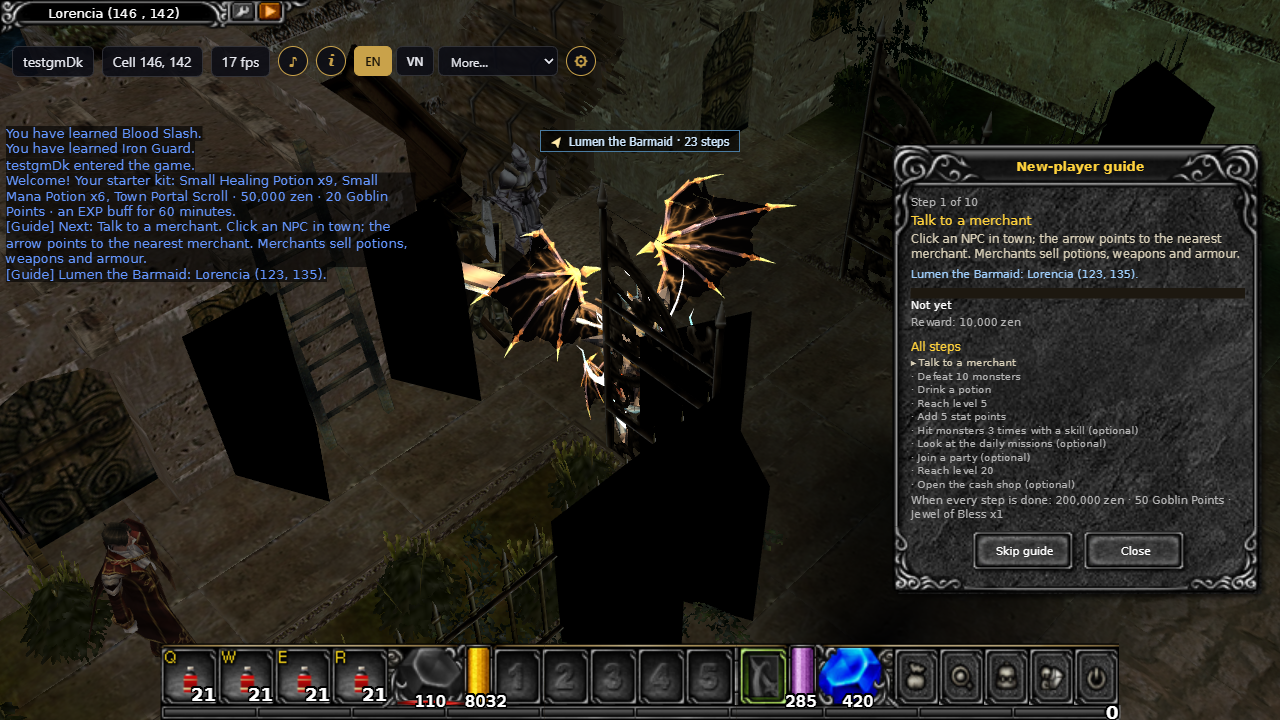 Lorencia (146 , 142)
testgmDk
Cell 146, 142
17 fps
i
EN
VN
More...
You have learned Blood Slash.
You have learned Iron Guard.
testgmDk entered the game.
Welcome! Your starter kit: Small Healing Potion x9, Small
Mana Potion x6, Town Portal Scroll · 50,000 zen · 20 Goblin
Points · an EXP buff for 60 minutes.
[Guide] Next: Talk to a merchant. Click an NPC in town; the
arrow points to the nearest merchant. Merchants sell potions,
weapons and armour.
[Guide] Lumen the Barmaid: Lorencia (123, 135).
Lumen the Barmaid · 23 steps
New-player guide
Step 1 of 10
Talk to a merchant
Click an NPC in town; the arrow points to the nearest
merchant. Merchants sell potions, weapons and armour.
Lumen the Barmaid: Lorencia (123, 135).
Not yet
Reward: 10,000 zen
All steps
▸ Talk to a merchant
· Defeat 10 monsters
· Drink a potion
· Reach level 5
· Add 5 stat points
· Hit monsters 3 times with a skill (optional)
· Look at the daily missions (optional)
· Join a party (optional)
· Reach level 20
· Open the cash shop (optional)
When every step is done: 200,000 zen · 50 Goblin Points ·
Jewel of Bless x1
Skip guide
Close
Q
W
E
R
21
21
21
21
110
8032
1
2
3
4
5
285
420
0